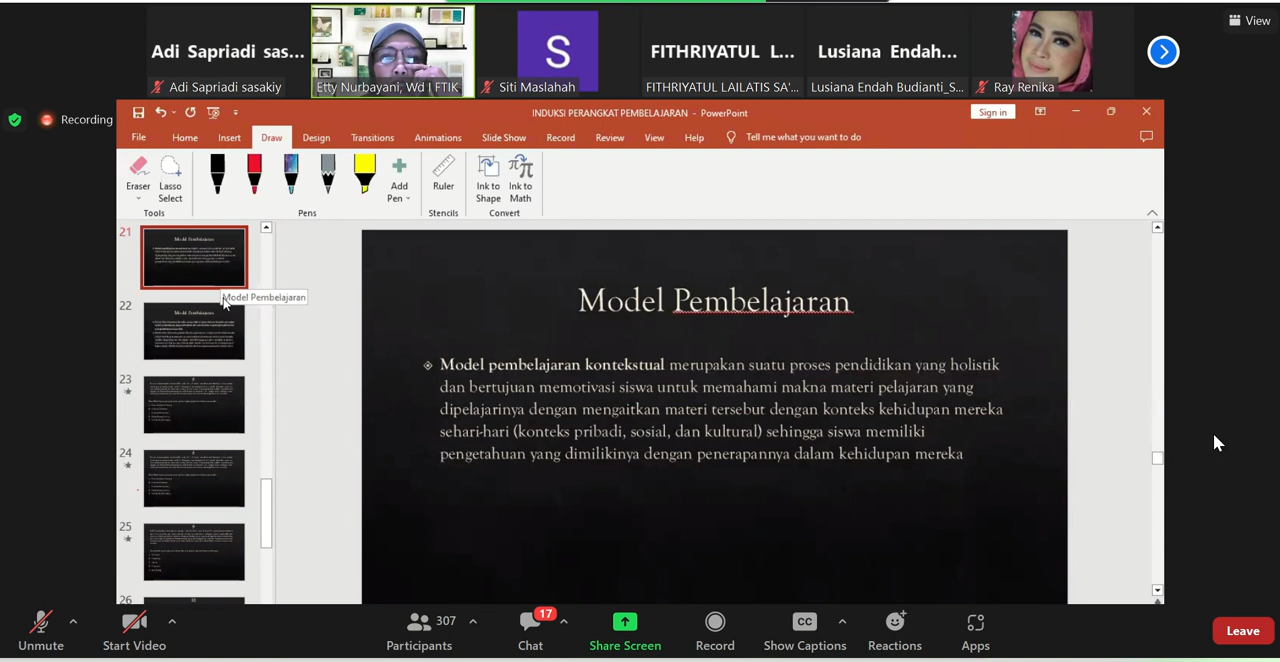 Adi Sapriadi sas...
FITHRIYATUL L...
Lusiana Endah...
View
S
Adi Sapriadi sasakiy
Etty Nurbayani, Wd I FTIK
Siti Maslahah
FITHRIYATUL LAILATIS SA'...
Lusiana Endah Budianti_S...
Ray Renika
Recording
INDUKSI PERANGKAT PEMBELAJARAN - PowerPoint
Sign in
File Home Insert Draw Design Transitions Animations Slide Show Record Review View Help Tell me what you want to do
Eraser
Lasso Select
Add Pen
Ruler
Ink to Shape
Ink to Math
Tools
Pens
Stencils
Convert
21
Model Pembelajaran
Model Pembelajaran
22
Model Pembelajaran
23
24
25
26
Model Pembelajaran
Model pembelajaran kontekstual merupakan suatu proses pendidikan yang holistik
dan bertujuan memotivasi siswa untuk memahami makna materi pelajaran yang
dipelajarinya dengan mengaitkan materi tersebut dengan konteks kehidupan mereka
sehari-hari (konteks pribadi, sosial, dan kultural) sehingga siswa memiliki
pengetahuan yang dimilikinya dengan penerapannya dalam kehidupan mereka
307
17
CC
Unmute
Start Video
Participants
Chat
Share Screen
Record
Show Captions
Reactions
Apps
Leave